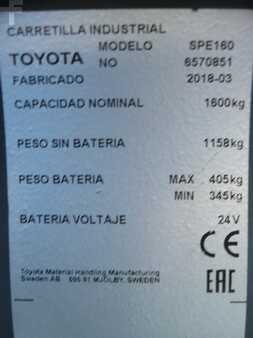 CARRETILLA INDUSTRIAL
TOYOTA MODELO SPE160
NO 6570851
FABRICADO 2018-03
CAPACIDAD NOMINAL 1600kg
PESO SIN BATERIA 1158kg
PESO BATERIA MAX 405kg
MIN 345kg
BATERIA VOLTAJE 24V
CE
Toyota Material Handling Manufacturing
Sweden AB 595 81 MJÖLBY, SWEDEN
EAC